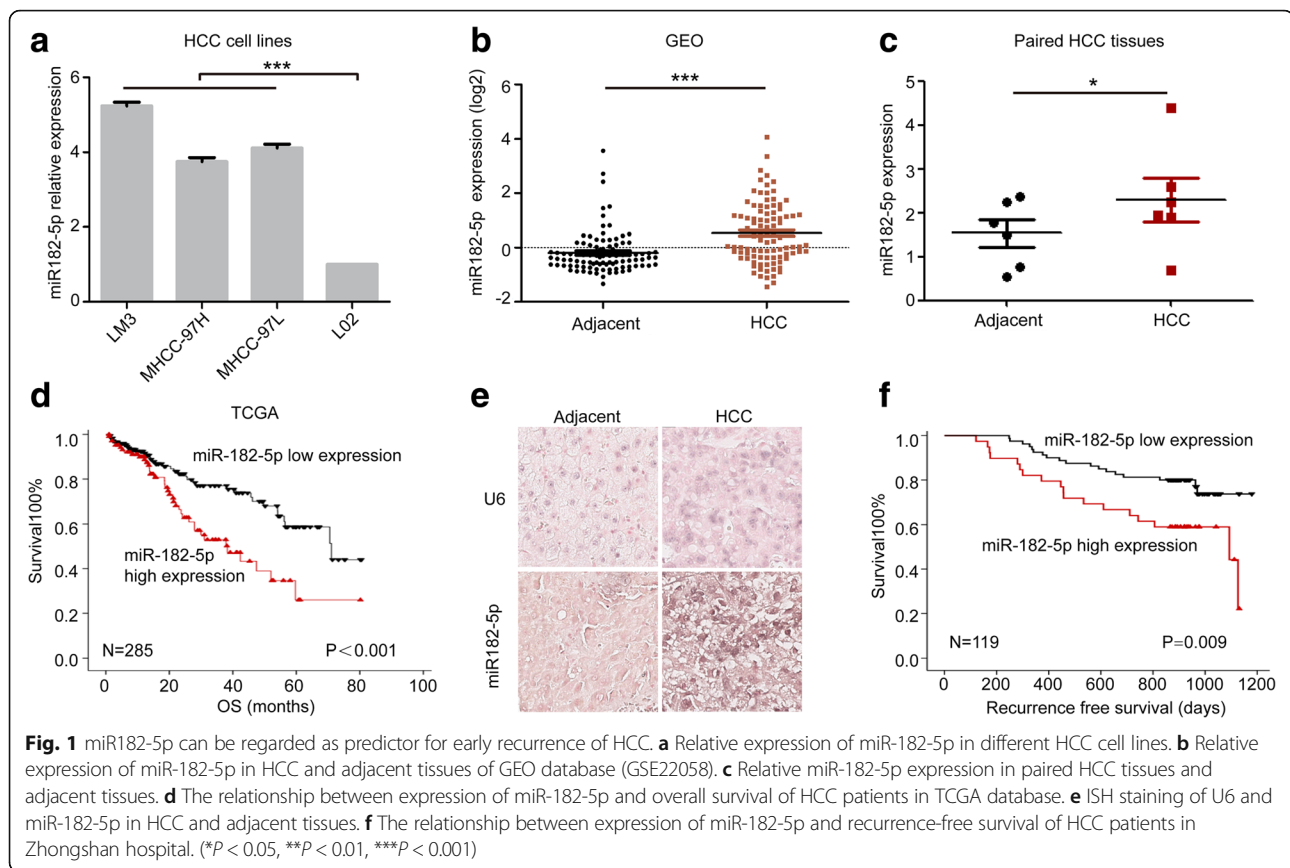 a
HCC cell lines
***
miR182-5p relative expression
6
4
2
0
LM3
MHCC-97H
MHCC-97L
L02
b
GEO
***
miR182-5p expression (log2)
6
4
2
0
-2
Adjacent
HCC
c
Paired HCC tissues
*
miR182-5p expression
5
4
3
2
1
0
Adjacent
HCC
d
TCGA
Survival100%
1.0
0.8
0.6
0.4
0.2
0.0
miR-182-5p low expression
miR-182-5p
high expression
N=285
P<0.001
0
20
40
60
80
100
OS (months)
e
Adjacent
HCC
U6
miR182-5p
f
Survival100%
1.0
0.8
0.6
0.4
0.2
0.0
miR-182-5p low expression
miR-182-5p high expression
N=119
P=0.009
0
200
400
600
800
1000
1200
Recurrence free survival (days)
Fig. 1 miR182-5p can be regarded as predictor for early recurrence of HCC. a Relative expression of miR-182-5p in different HCC cell lines. b Relative
expression of miR-182-5p in HCC and adjacent tissues of GEO database (GSE22058). c Relative miR-182-5p expression in paired HCC tissues and
adjacent tissues. d The relationship between expression of miR-182-5p and overall survival of HCC patients in TCGA database. e ISH staining of U6 and
miR-182-5p in HCC and adjacent tissues. f The relationship between expression of miR-182-5p and recurrence-free survival of HCC patients in
Zhongshan hospital. (*P < 0.05, **P < 0.01, ***P < 0.001)